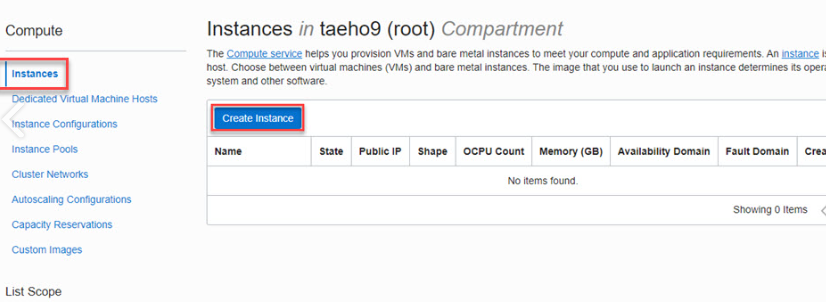 Compute
Instances
Dedicated Virtual Machine Hosts
Instance Configurations
Instance Pools
Cluster Networks
Autoscaling Configurations
Capacity Reservations
Custom Images
List Scope
Instances in taeho9 (root) Compartment
The Compute service helps you provision VMs and bare metal instances to meet your compute and application requirements. An instance is
host. Choose between virtual machines (VMs) and bare metal instances. The image that you use to launch an instance determines its opera
system and other software.
Create Instance
Name State Public IP Shape OCPU Count Memory (GB) Availability Domain Fault Domain Crea
No items found.
Showing 0 Items